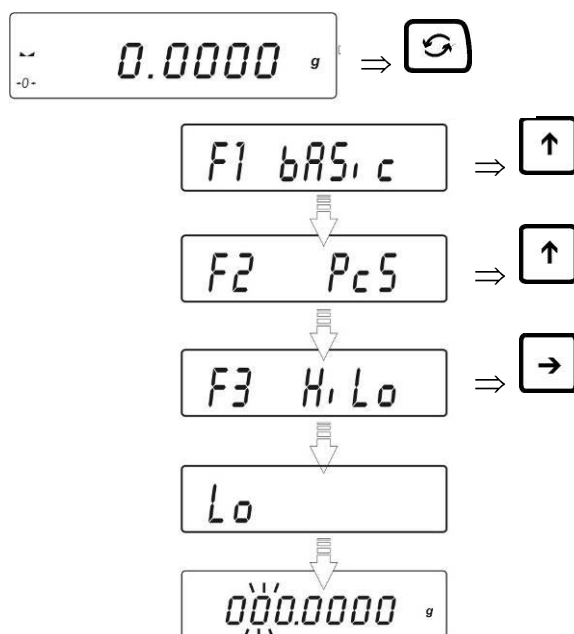 -0- 0.0000 g ⇒
F1 bASic ⇒ ↑
F2 PcS ⇒ ↑
F3 HiLo ⇒ →
Lo
000.0000 g